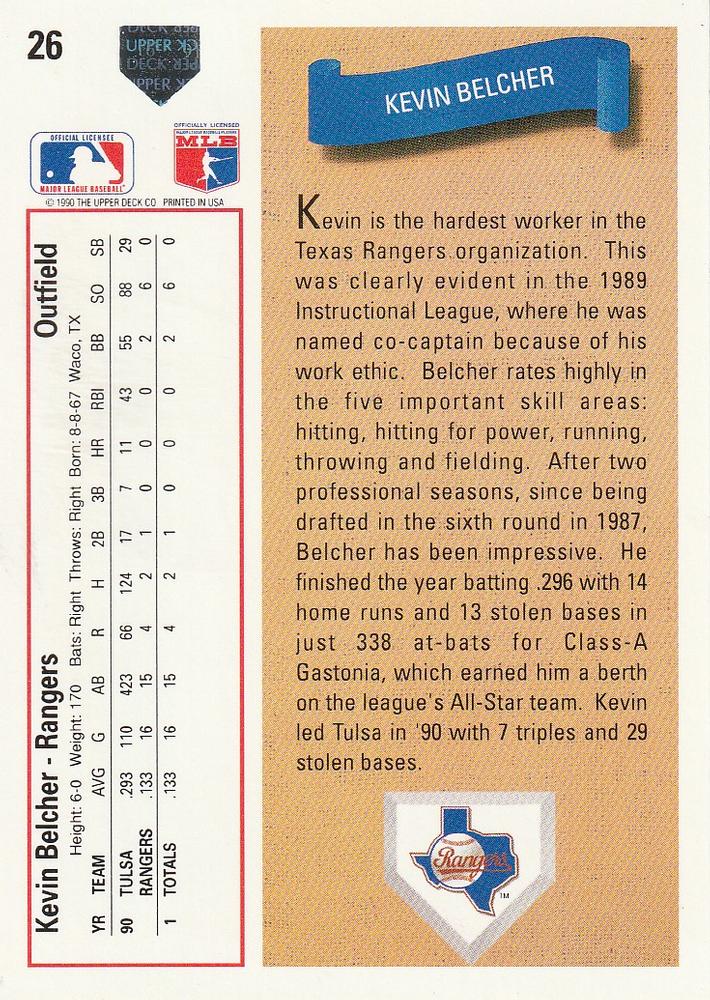 26
UPPER DECK
OFFICIAL LICENSEE
MAJOR LEAGUE BASEBALL®
OFFICIALLY LICENSED
MAJOR LEAGUE BASEBALL PLAYERS
MLB
© 1990 THE UPPER DECK CO PRINTED IN USA
Kevin Belcher - Rangers Outfield
Height: 6-0 Weight: 170 Bats: Right Throws: Right Born: 8-8-67 Waco, TX
YR TEAM AVG G AB R H 2B 3B HR RBI BB SO SB
90 TULSA .293 110 423 66 124 17 7 11 43 55 88 29
RANGERS .133 16 15 4 2 1 0 0 0 2 6 0
1 TOTALS .133 16 15 4 2 1 0 0 0 2 6 0
KEVIN BELCHER
Kevin is the hardest worker in the
Texas Rangers organization. This
was clearly evident in the 1989
Instructional League, where he was
named co-captain because of his
work ethic. Belcher rates highly in
the five important skill areas:
hitting, hitting for power, running,
throwing and fielding. After two
professional seasons, since being
drafted in the sixth round in 1987,
Belcher has been impressive. He
finished the year batting .296 with 14
home runs and 13 stolen bases in
just 338 at-bats for Class-A
Gastonia, which earned him a berth
on the league's All-Star team. Kevin
led Tulsa in '90 with 7 triples and 29
stolen bases.
Rangers
TM